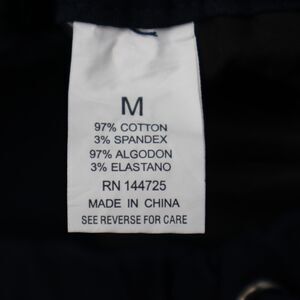 M
97% COTTON
3% SPANDEX
97% ALGODON
3% ELASTANO
RN 144725
MADE IN CHINA
SEE REVERSE FOR CARE